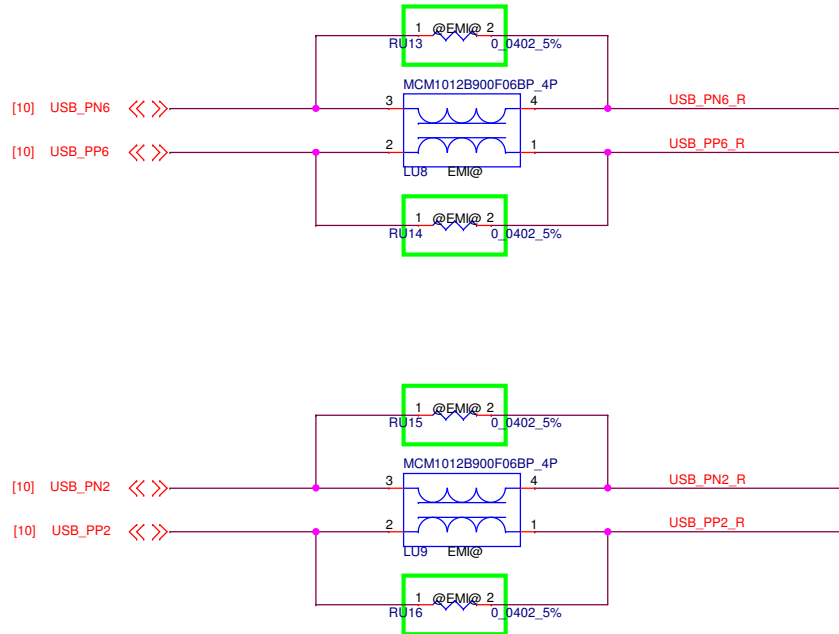 1 @EMI@ 2
RU13 0_0402_5%
MCM1012B900F06BP_4P
[10] USB_PN6 3 4 USB_PN6_R
[10] USB_PP6 2 1 USB_PP6_R
LU8 EMI@
1 @EMI@ 2
RU14 0_0402_5%
1 @EMI@ 2
RU15 0_0402_5%
MCM1012B900F06BP_4P
[10] USB_PN2 3 4 USB_PN2_R
[10] USB_PP2 2 1 USB_PP2_R
LU9 EMI@
1 @EMI@ 2
RU16 0_0402_5%